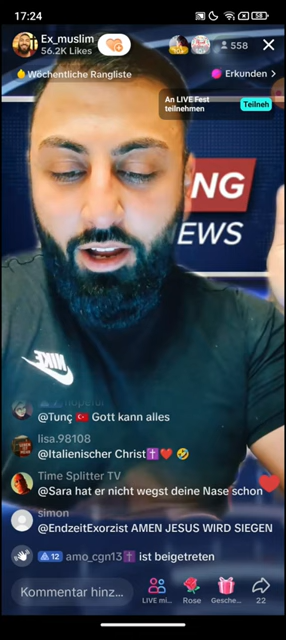 17:24
58
Ex_muslim
56.2K Likes
558
Wöchentliche Rangliste
Erkunden >
An LIVE Fest
teilnehmen
Teilneh
NG
EWS
NIKE
@Tunç 🇹🇷 Gott kann alles
lisa.98108
@Italienischer Christ✝️❤️🤣
Time Splitter TV
@Sara hat er nicht wegst deine Nase schon
simon
@EndzeitExorzist AMEN JESUS WIRD SIEGEN
12 amo_cgn13✝️ ist beigetreten
Kommentar hinz...
LIVE mi...
Rose
Gesche...
22